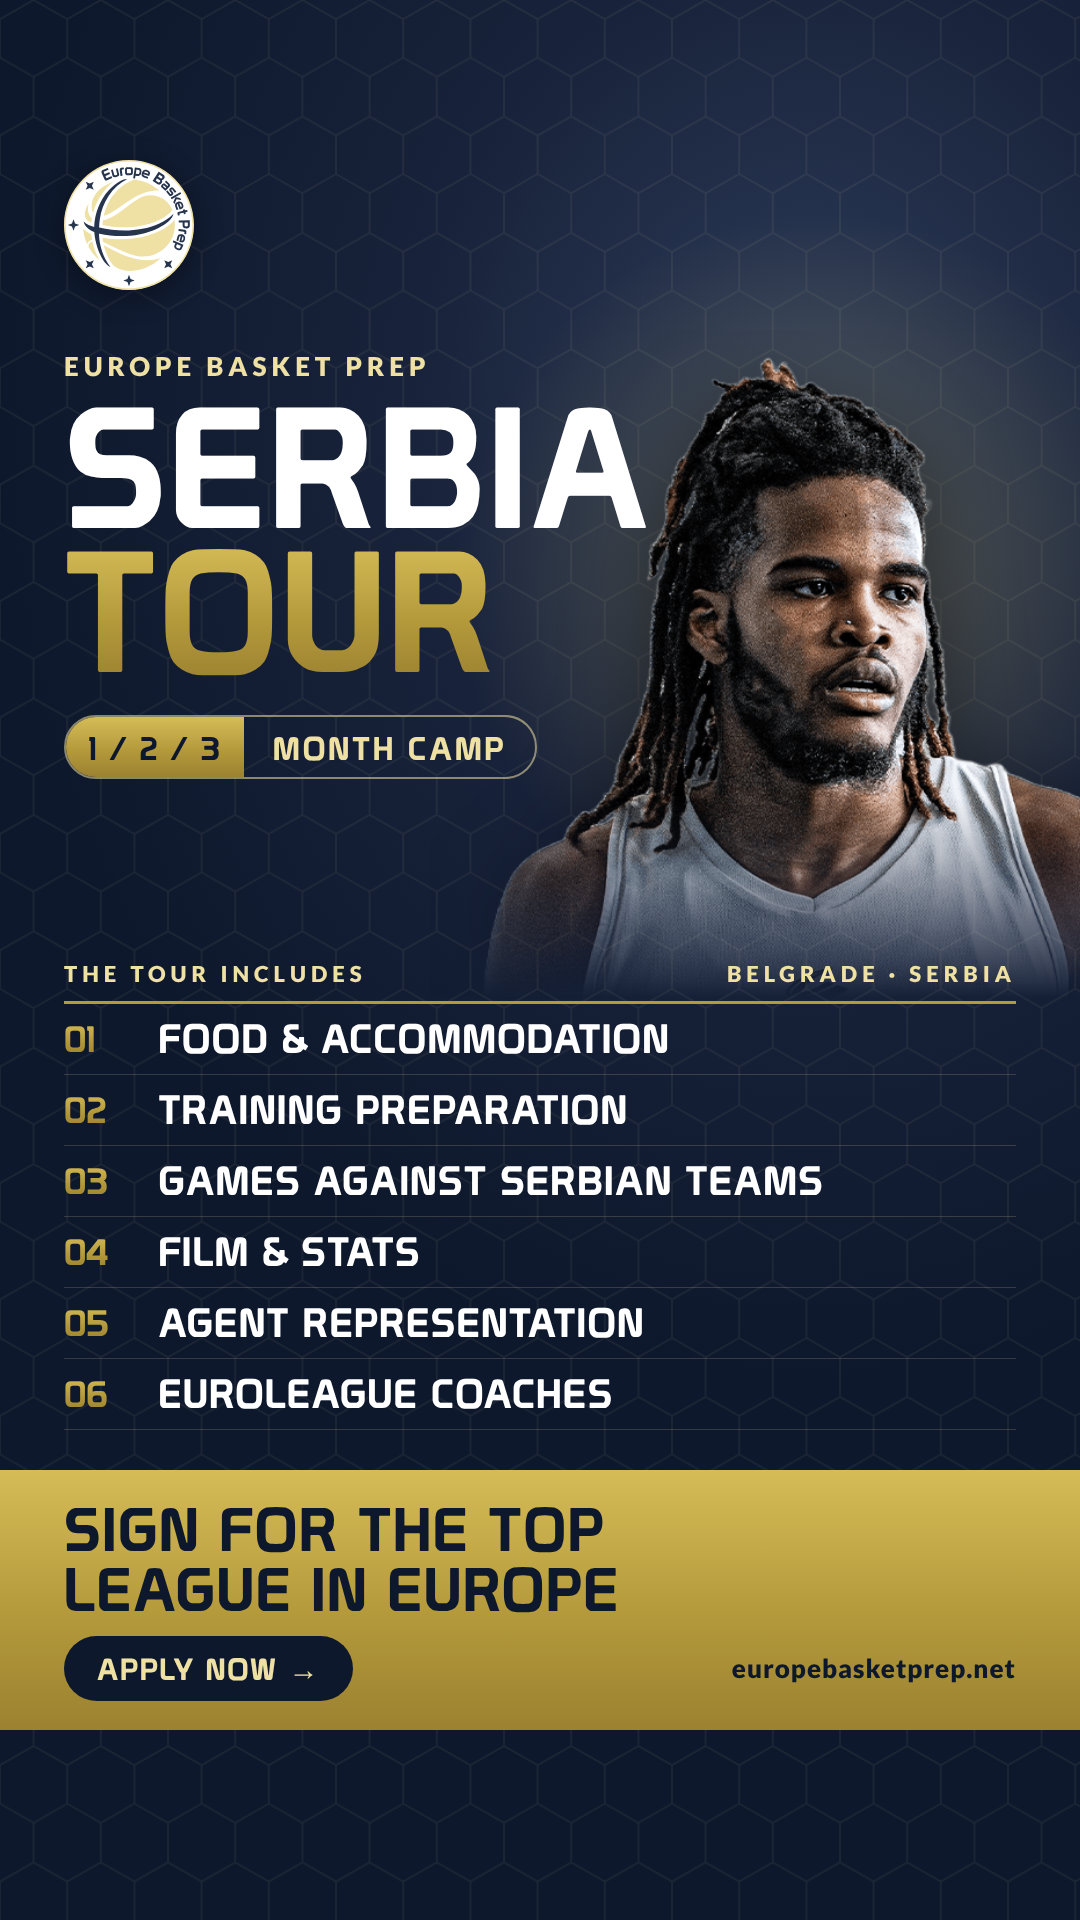 Europe Basket Prep
EUROPE BASKET PREP
SERBIA
TOUR
1 / 2 / 3 MONTH CAMP
THE TOUR INCLUDES BELGRADE · SERBIA
01 FOOD & ACCOMMODATION
02 TRAINING PREPARATION
03 GAMES AGAINST SERBIAN TEAMS
04 FILM & STATS
05 AGENT REPRESENTATION
06 EUROLEAGUE COACHES
SIGN FOR THE TOP
LEAGUE IN EUROPE
APPLY NOW → europebasketprep.net